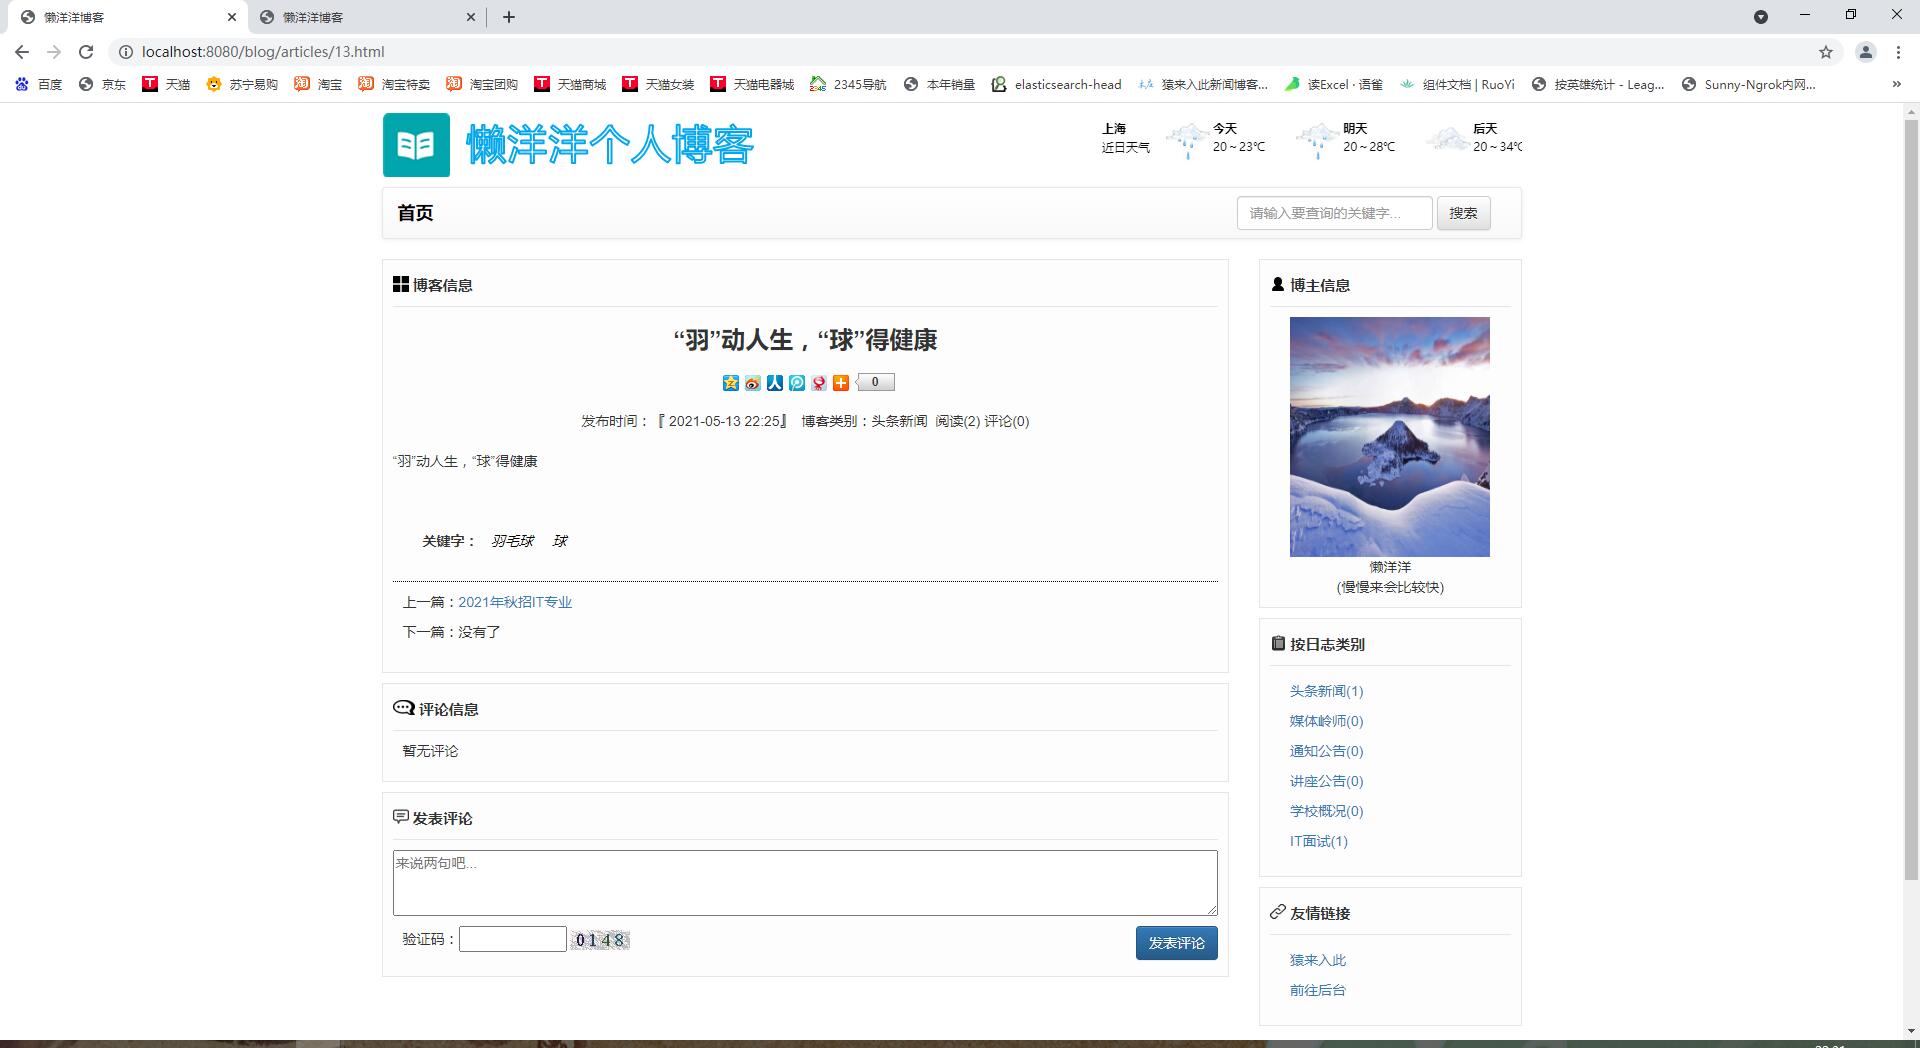 懒洋洋博客
懒洋洋博客
localhost:8080/blog/articles/13.html
百度 京东 天猫 苏宁易购 淘宝 淘宝特卖 淘宝团购 天猫商城 天猫女装 天猫电器城 2345导航 本年销量 elasticsearch-head 猿来入此新闻博客... 读Excel · 语雀 组件文档 | RuoYi 按英雄统计 - Leag... Sunny-Ngrok内网... »
懒洋洋个人博客
上海
近日天气
今天
20～23℃
明天
20～28℃
后天
20～34℃
首页
请输入要查询的关键字...
搜索
博客信息
“羽”动人生，“球”得健康
0
发布时间：『 2021-05-13 22:25』 博客类别：头条新闻 阅读(2) 评论(0)
“羽”动人生，“球”得健康
关键字： 羽毛球 球
上一篇：2021年秋招IT专业
下一篇：没有了
评论信息
暂无评论
发表评论
来说两句吧...
验证码：
0148
发表评论
博主信息
懒洋洋
(慢慢来会比较快)
按日志类别
头条新闻(1)
媒体岭师(0)
通知公告(0)
讲座公告(0)
学校概况(0)
IT面试(1)
友情链接
猿来入此
前往后台